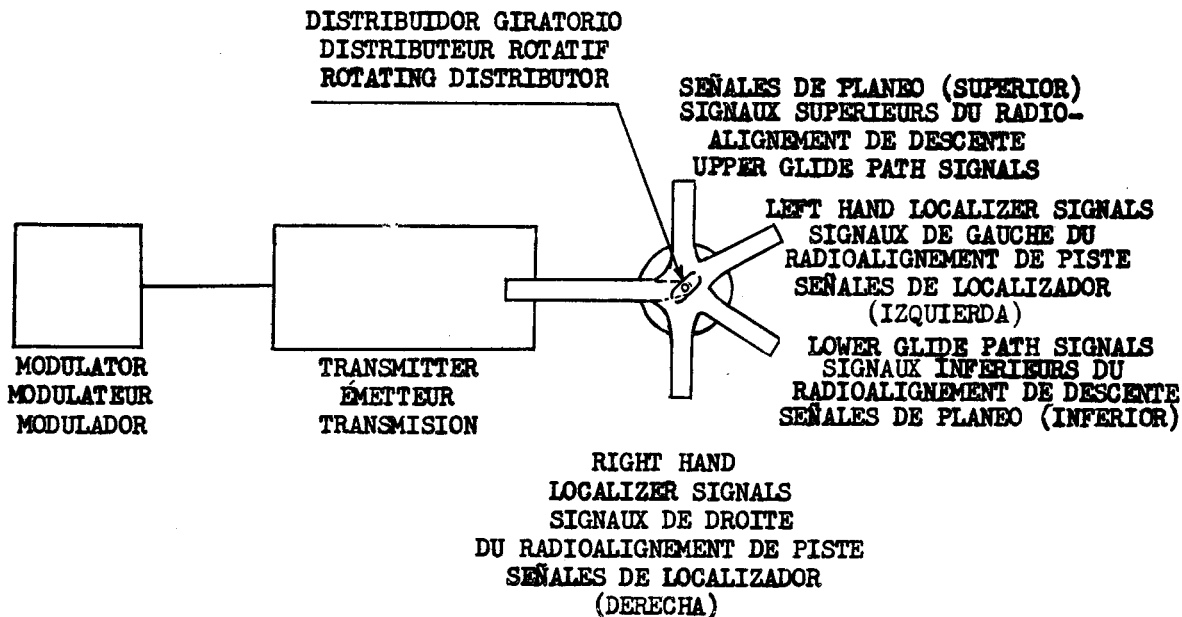 DISTRIBUIDOR GIRATORIO
DISTRIBUTEUR ROTATIF
ROTATING DISTRIBUTOR
SEÑALES DE PLANEO (SUPERIOR)
SIGNAUX SUPERIEURS DU RADIO-
ALIGNEMENT DE DESCENTE
UPPER GLIDE PATH SIGNALS
LEFT HAND LOCALIZER SIGNALS
SIGNAUX DE GAUCHE DU
RADIOALIGNEMENT DE PISTE
SEÑALES DE LOCALIZADOR
(IZQUIERDA)
LOWER GLIDE PATH SIGNALS
SIGNAUX INFERIEURS DU
RADIOALIGNEMENT DE DESCENTE
SEÑALES DE PLANEO (INFERIOR)
MODULATOR
MODULATEUR
MODULADOR
TRANSMITTER
ÉMETTEUR
TRANSMISION
RIGHT HAND
LOCALIZER SIGNALS
SIGNAUX DE DROITE
DU RADIOALIGNEMENT DE PISTE
SEÑALES DE LOCALIZADOR
(DERECHA)